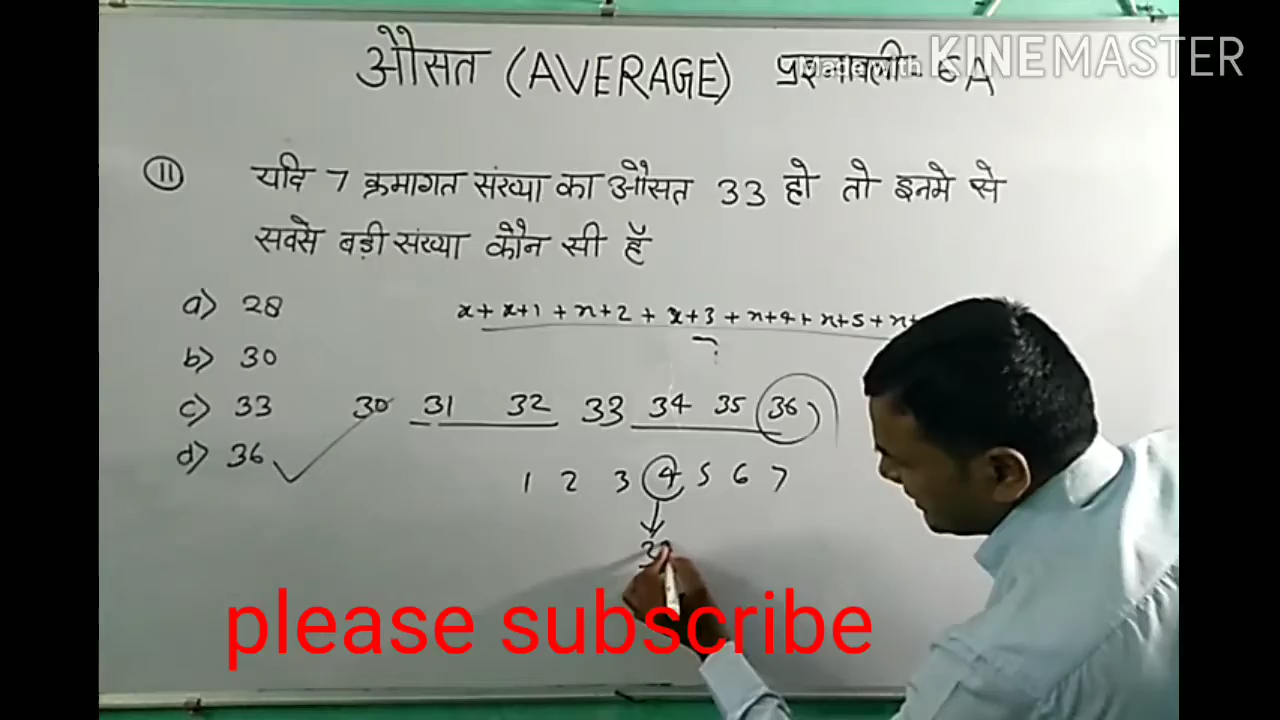 औसत (AVERAGE) प्रश्नावली - 6A
Made with KINEMASTER
11 यदि 7 क्रमागत संख्या का औसत 33 हो तो इनमे से
सबसे बड़ी संख्या कौन सी है
a) 28
x + x+1 + x+2 + x+3 + x+4 + x+5 + x+
b) 30
c) 33
30 31 32 33 34 35 36
d) 36
1 2 3 4 5 6 7
please subscribe